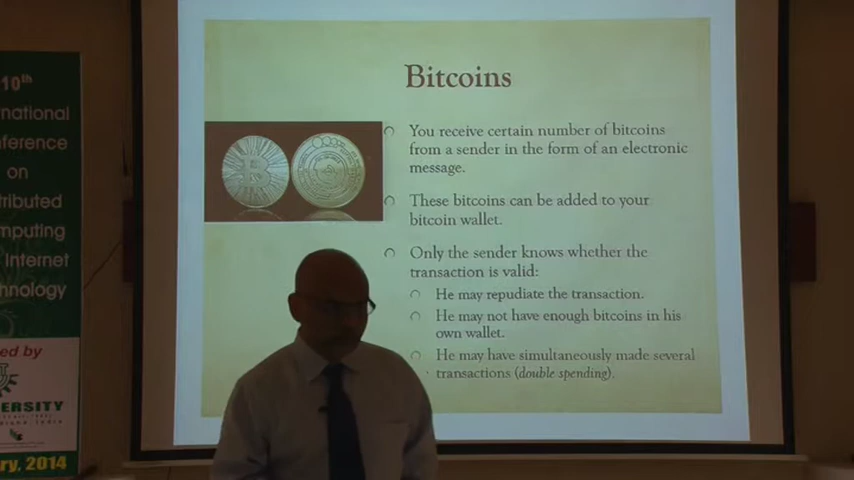 10th
national
ference
on
tributed
mputing
Internet
hnology
ed by
ERSITY
ry, 2014
Bitcoins
You receive certain number of bitcoins
from a sender in the form of an electronic
message.
These bitcoins can be added to your
bitcoin wallet.
Only the sender knows whether the
transaction is valid:
He may repudiate the transaction.
He may not have enough bitcoins in his
own wallet.
He may have simultaneously made several
transactions (double spending).